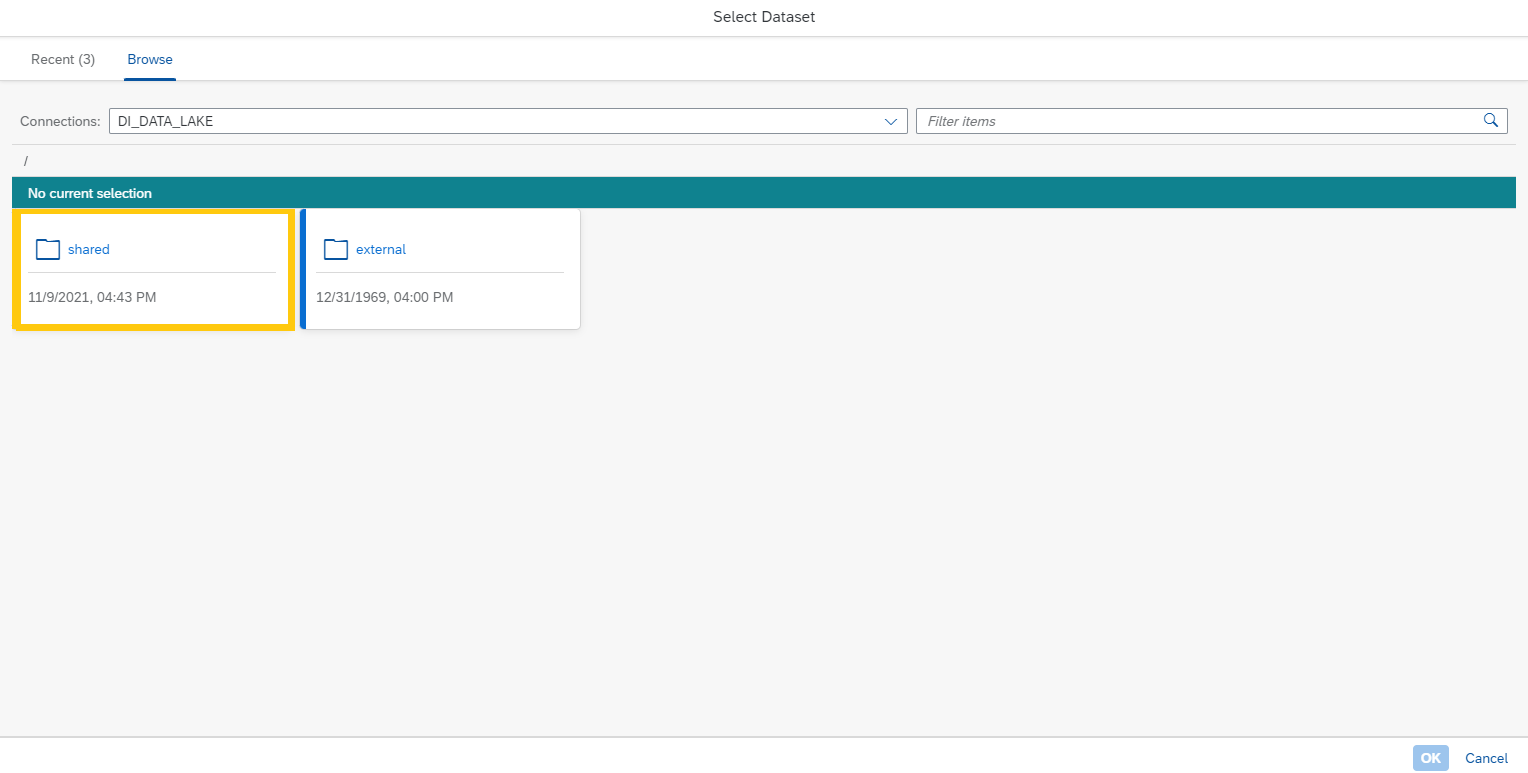 Select Dataset
Recent (3) Browse
Connections: DI_DATA_LAKE Filter items
/
No current selection
shared external
11/9/2021, 04:43 PM 12/31/1969, 04:00 PM
OK Cancel